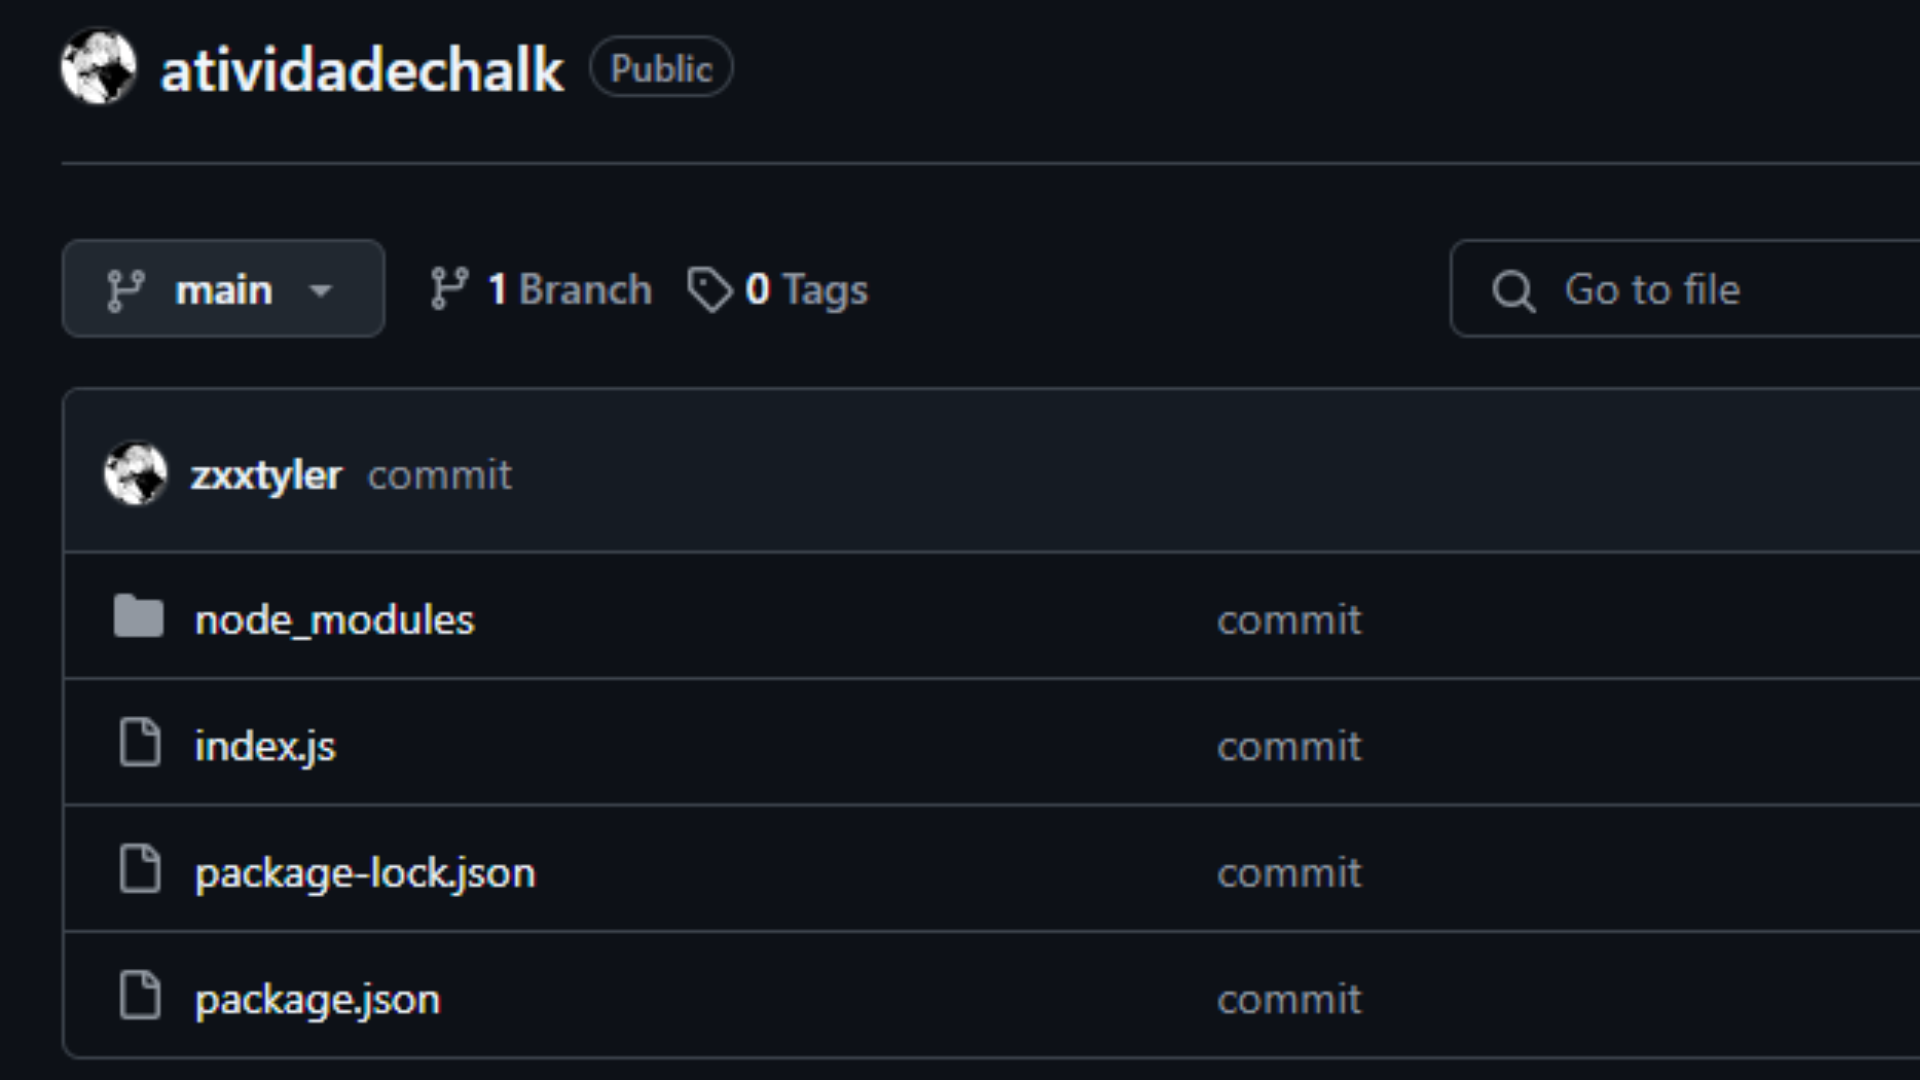 atividadechalk Public
main 1 Branch 0 Tags Go to file
zxxtyler commit
node_modules commit
index.js commit
package-lock.json commit
package.json commit